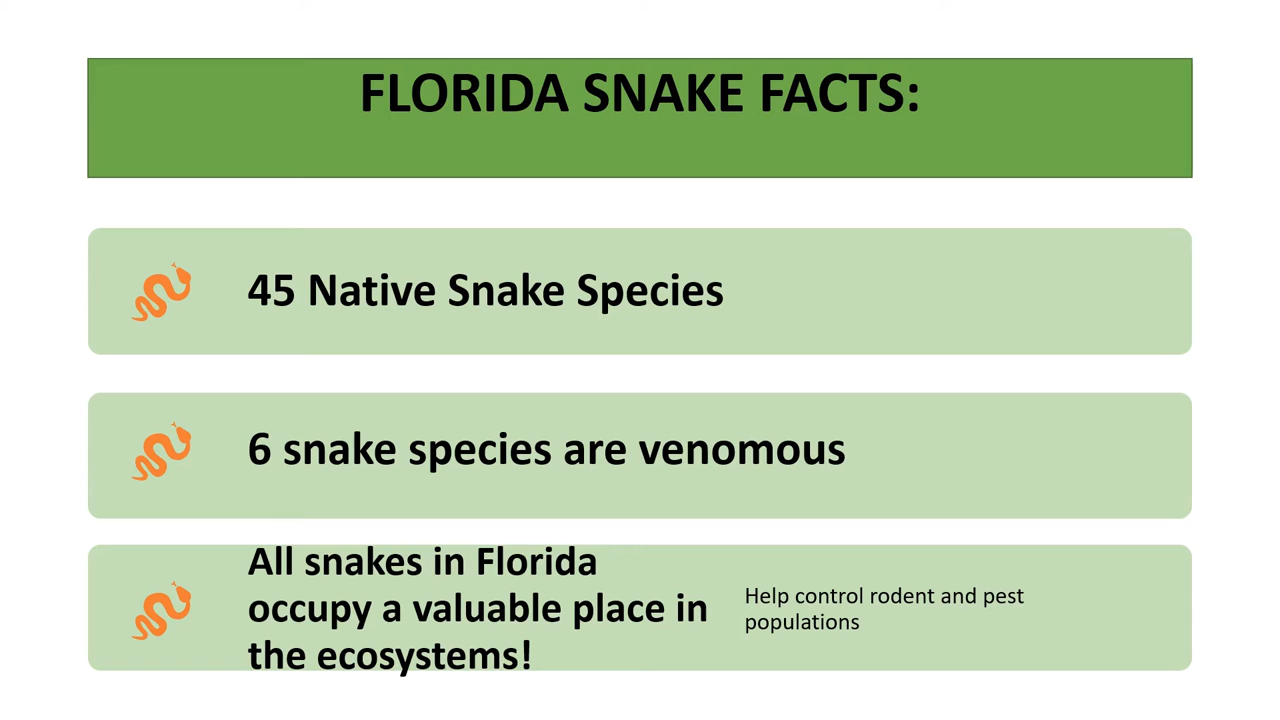 FLORIDA SNAKE FACTS:
45 Native Snake Species
6 snake species are venomous
All snakes in Florida
occupy a valuable place in
the ecosystems!
Help control rodent and pest
populations